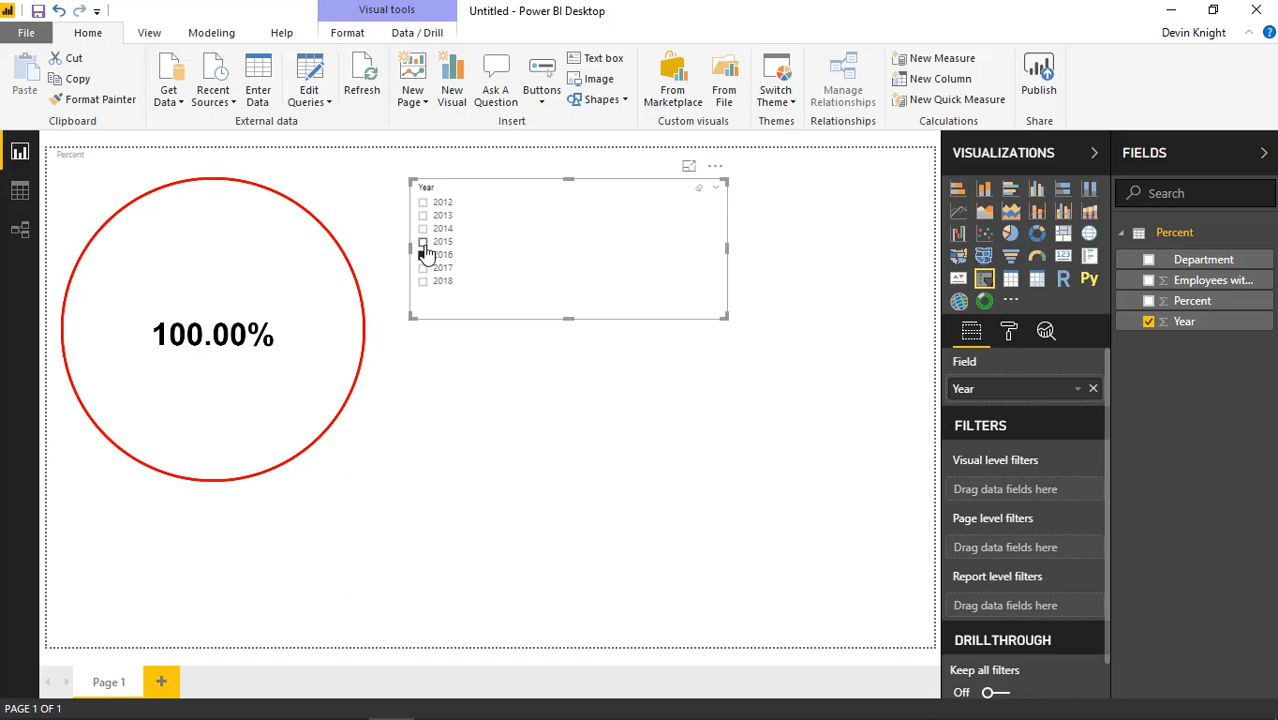 Visual tools
Untitled - Power BI Desktop
File
Home
View
Modeling
Help
Format
Data / Drill
Devin Knight
Paste
Cut
Copy
Format Painter
Clipboard
Get Data
Recent Sources
Enter Data
Edit Queries
External data
Refresh
New Page
New Visual
Ask A Question
Buttons
Text box
Image
Shapes
Insert
From Marketplace
From File
Custom visuals
Switch Theme
Themes
Manage Relationships
Relationships
New Measure
New Column
New Quick Measure
Calculations
Publish
Share
Percent
100.00%
Year
2012
2013
2014
2015
2016
2017
2018
VISUALIZATIONS
123
R
Py
Field
Year
FILTERS
Visual level filters
Drag data fields here
Page level filters
Drag data fields here
Report level filters
Drag data fields here
DRILLTHROUGH
Keep all filters
Off
FIELDS
Search
Percent
Department
Σ Employees wit...
Σ Percent
Σ Year
Page 1
PAGE 1 OF 1